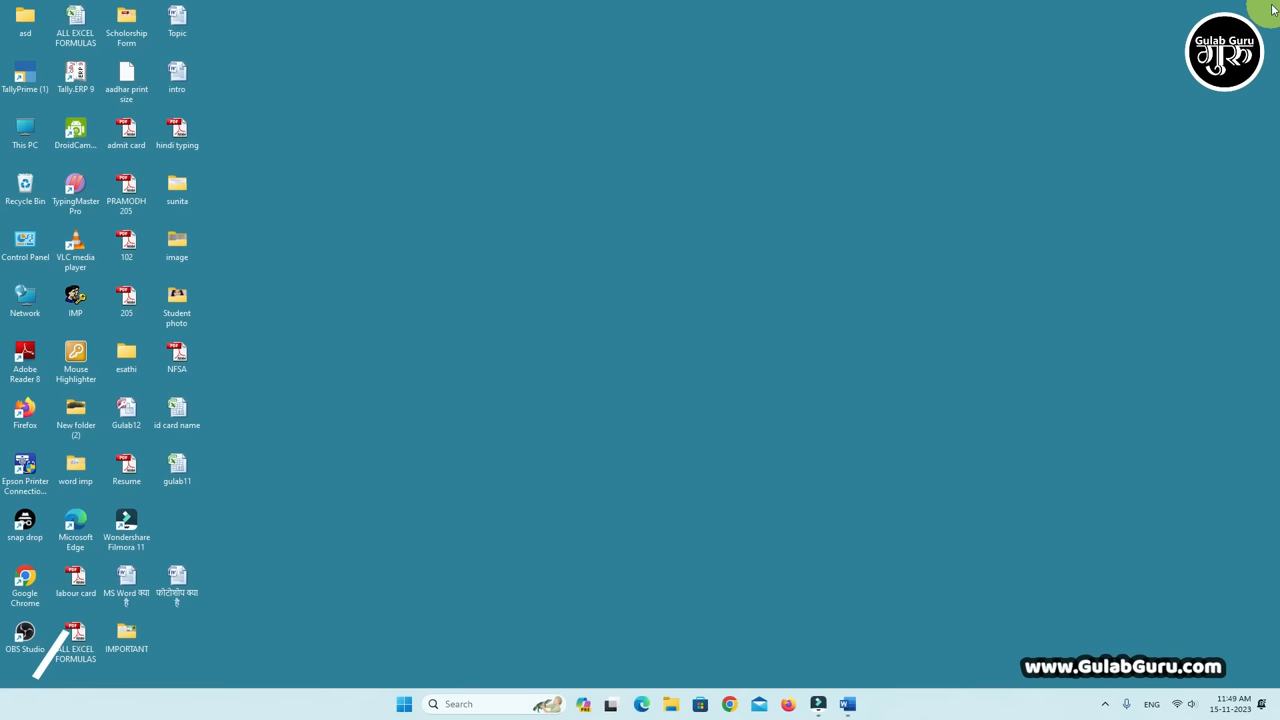 asd
ALL EXCEL
FORMULAS
Scholorship
Form
Topic
TallyPrime (1)
Tally.ERP 9
aadhar print
size
intro
This PC
DroidCam...
admit card
hindi typing
Recycle Bin
TypingMaster
Pro
PRAMODH
205
sunita
Control Panel
VLC media
player
102
image
Network
IMP
205
Student
photo
Adobe
Reader 8
Mouse
Highlighter
esathi
NFSA
Firefox
New folder
(2)
Gulab12
id card name
Epson Printer
Connectio...
word imp
Resume
gulab11
snap drop
Microsoft
Edge
Wondershare
Filmora 11
Google
Chrome
labour card
MS Word क्या
है
फोटोशोप क्या
है
OBS Studio
ALL EXCEL
FORMULAS
IMPORTANT
Gulab Guru
गुरु
www.GulabGuru.com
Search
ENG
11:49 AM
15-11-2023